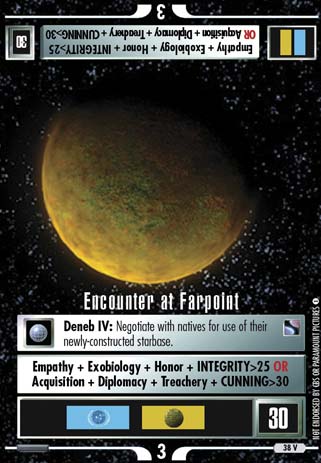 3
Empathy + Exobiology + Honor + INTEGRITY>25
OR Acquisition + Diplomacy + Treachery + CUNNING>30
30
Encounter at Farpoint
Deneb IV: Negotiate with natives for use of their
newly-constructed starbase.
Empathy + Exobiology + Honor + INTEGRITY>25 OR
Acquisition + Diplomacy + Treachery + CUNNING>30
30
3
38 V
NOT ENDORSED BY CBS OR PARAMOUNT PICTURES